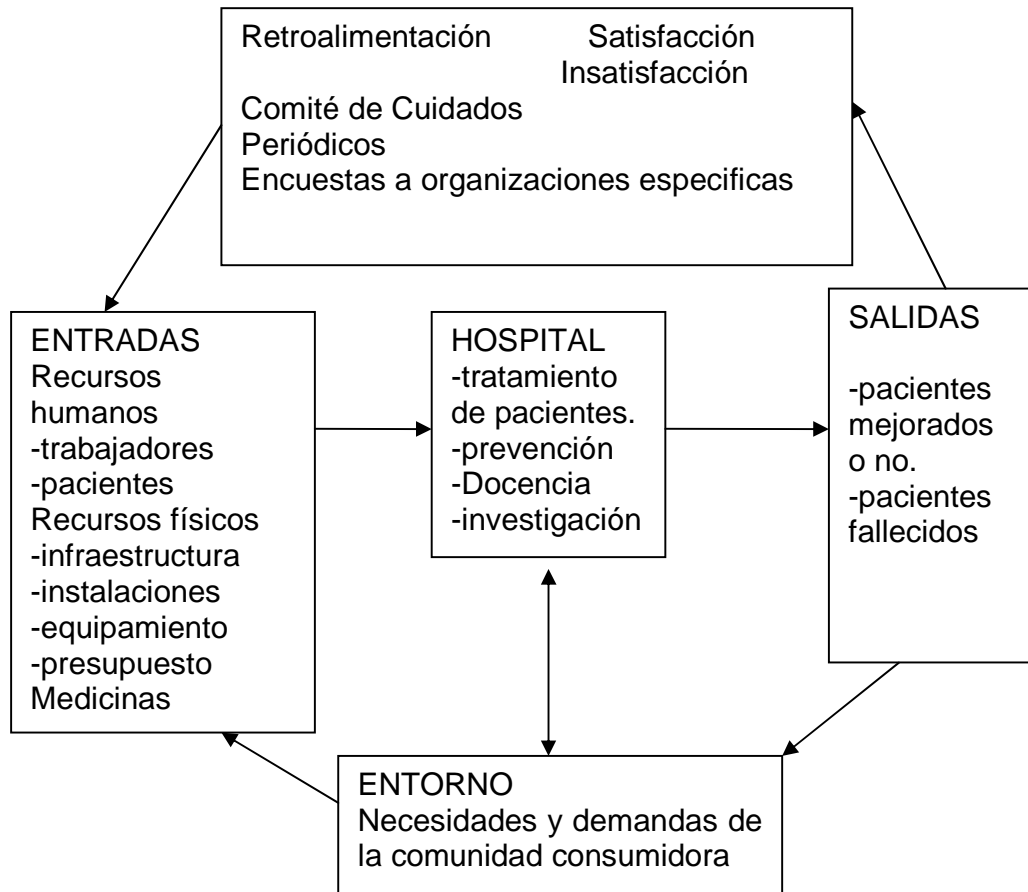 Retroalimentación Satisfacción
Insatisfacción
Comité de Cuidados
Periódicos
Encuestas a organizaciones especificas
ENTRADAS
Recursos
humanos
-trabajadores
-pacientes
Recursos físicos
-infraestructura
-instalaciones
-equipamiento
-presupuesto
Medicinas
HOSPITAL
-tratamiento
de pacientes.
-prevención
-Docencia
-investigación
SALIDAS
-pacientes
mejorados
o no.
-pacientes
fallecidos
ENTORNO
Necesidades y demandas de
la comunidad consumidora